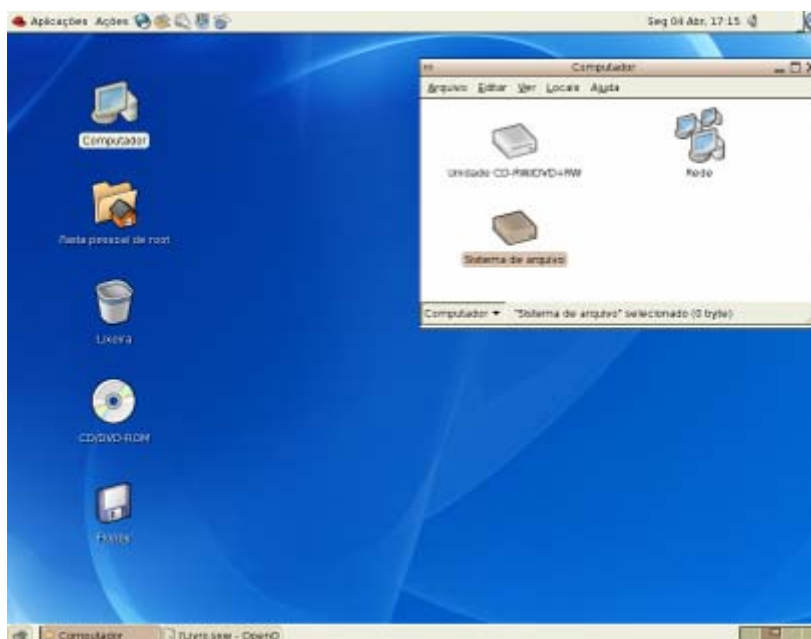 Aplicações Ações Seg 04 Abr, 17:15
Computador
Arquivo Editar Ver Locais Ajuda
Computador
Unidade CD-RW/DVD+RW Rede
Pasta pessoal de root
Sistema de arquivo
Lixeira
Computador "Sistema de arquivo" selecionado (0 byte)
CD/DVD-ROM
Floppy
Computador